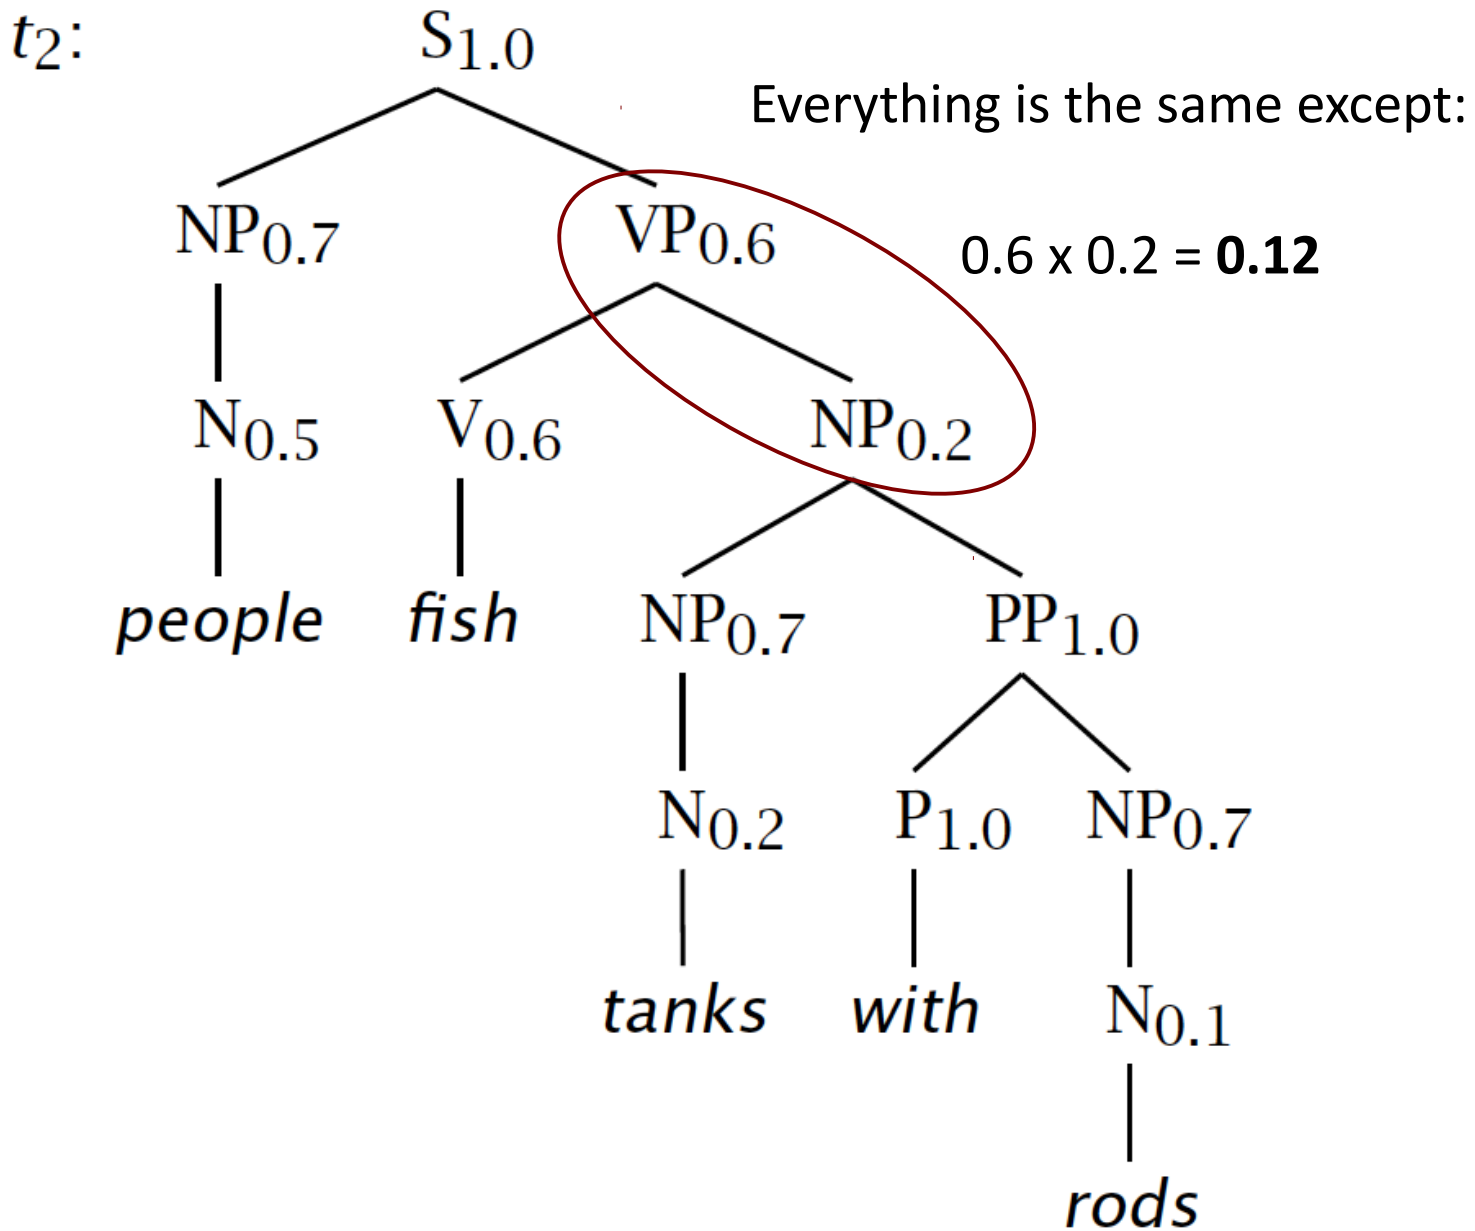 t₂: S₁.₀
Everything is the same except:
NP₀.₇ VP₀.₆ 0.6 x 0.2 = 0.12
N₀.₅ V₀.₆ NP₀.₂
people fish NP₀.₇ PP₁.₀
N₀.₂ P₁.₀ NP₀.₇
tanks with N₀.₁
rods